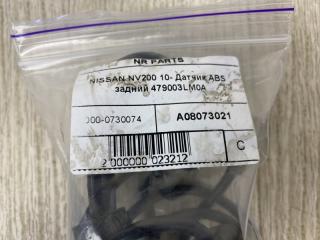 NR PARTS
NISSAN NV200 10- Датчик ABS
задний 479003LM0A
000-0730074
A08073021
2 000000 023212
C